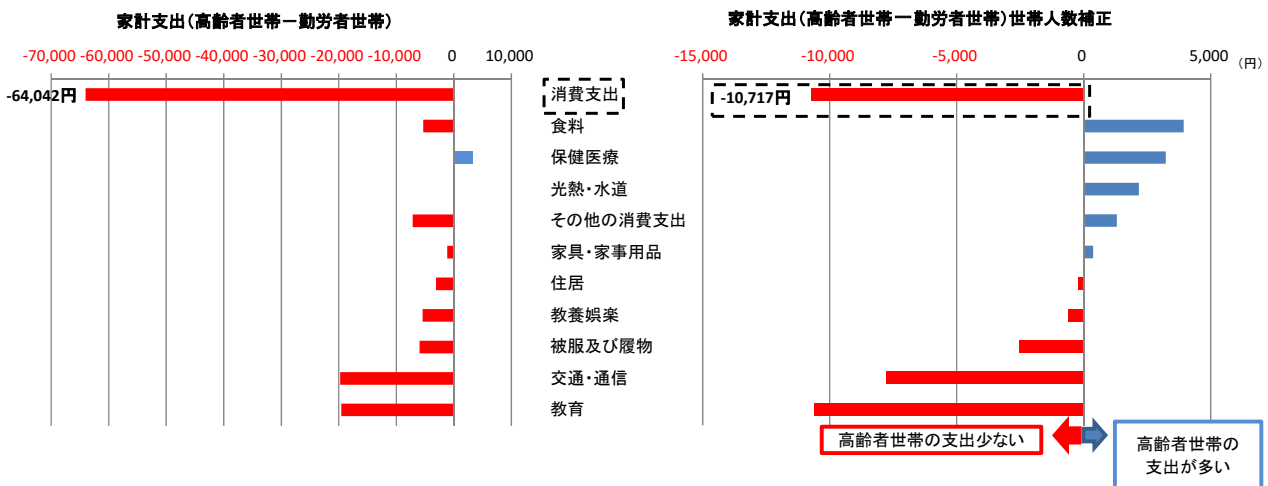 家計支出(高齢者世帯－勤労者世帯)
-70,000 -60,000 -50,000 -40,000 -30,000 -20,000 -10,000 0 10,000
-64,042円
家計支出(高齢者世帯ー勤労者世帯)世帯人数補正
-15,000 -10,000 -5,000 0 5,000 (円)
-10,717円
消費支出
食料
保健医療
光熱・水道
その他の消費支出
家具・家事用品
住居
教養娯楽
被服及び履物
交通・通信
教育
高齢者世帯の支出少ない
高齢者世帯の
支出が多い